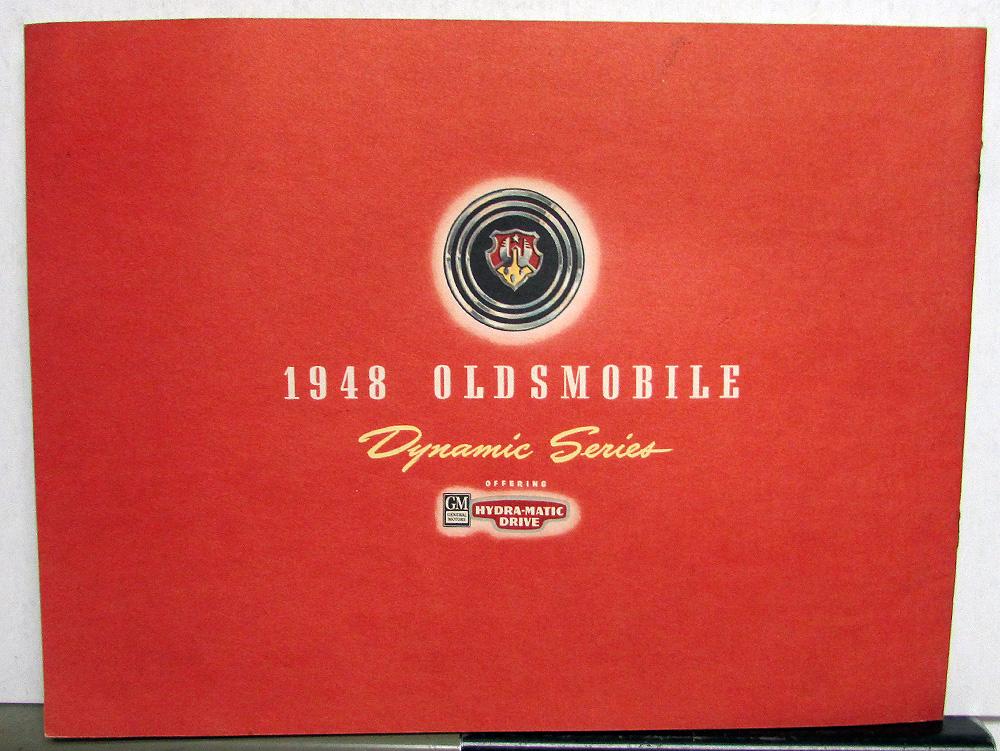 1948 OLDSMOBILE
Dynamic Series
OFFERING
GM
GENERAL
MOTORS
HYDRA-MATIC
DRIVE